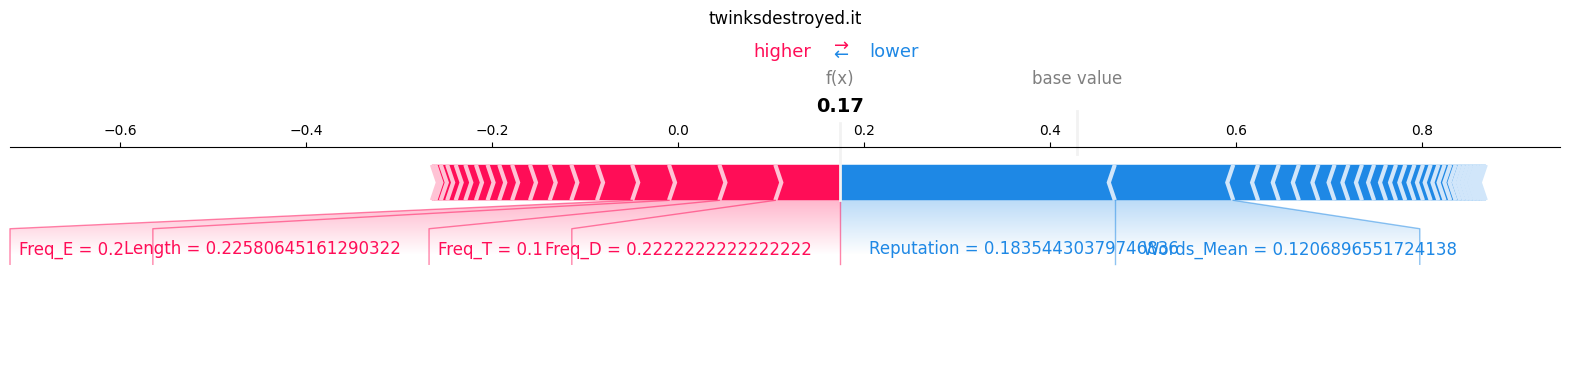 twinksdestroyed.it
higher ⇄ lower
f(x) base value
0.17
−0.6 −0.4 −0.2 0.0 0.2 0.4 0.6 0.8
Freq_E = 0.2 Length = 0.22580645161290322 Freq_T = 0.1 Freq_D = 0.2222222222222222 Reputation = 0.18354430379746836 Words_Mean = 0.1206896551724138